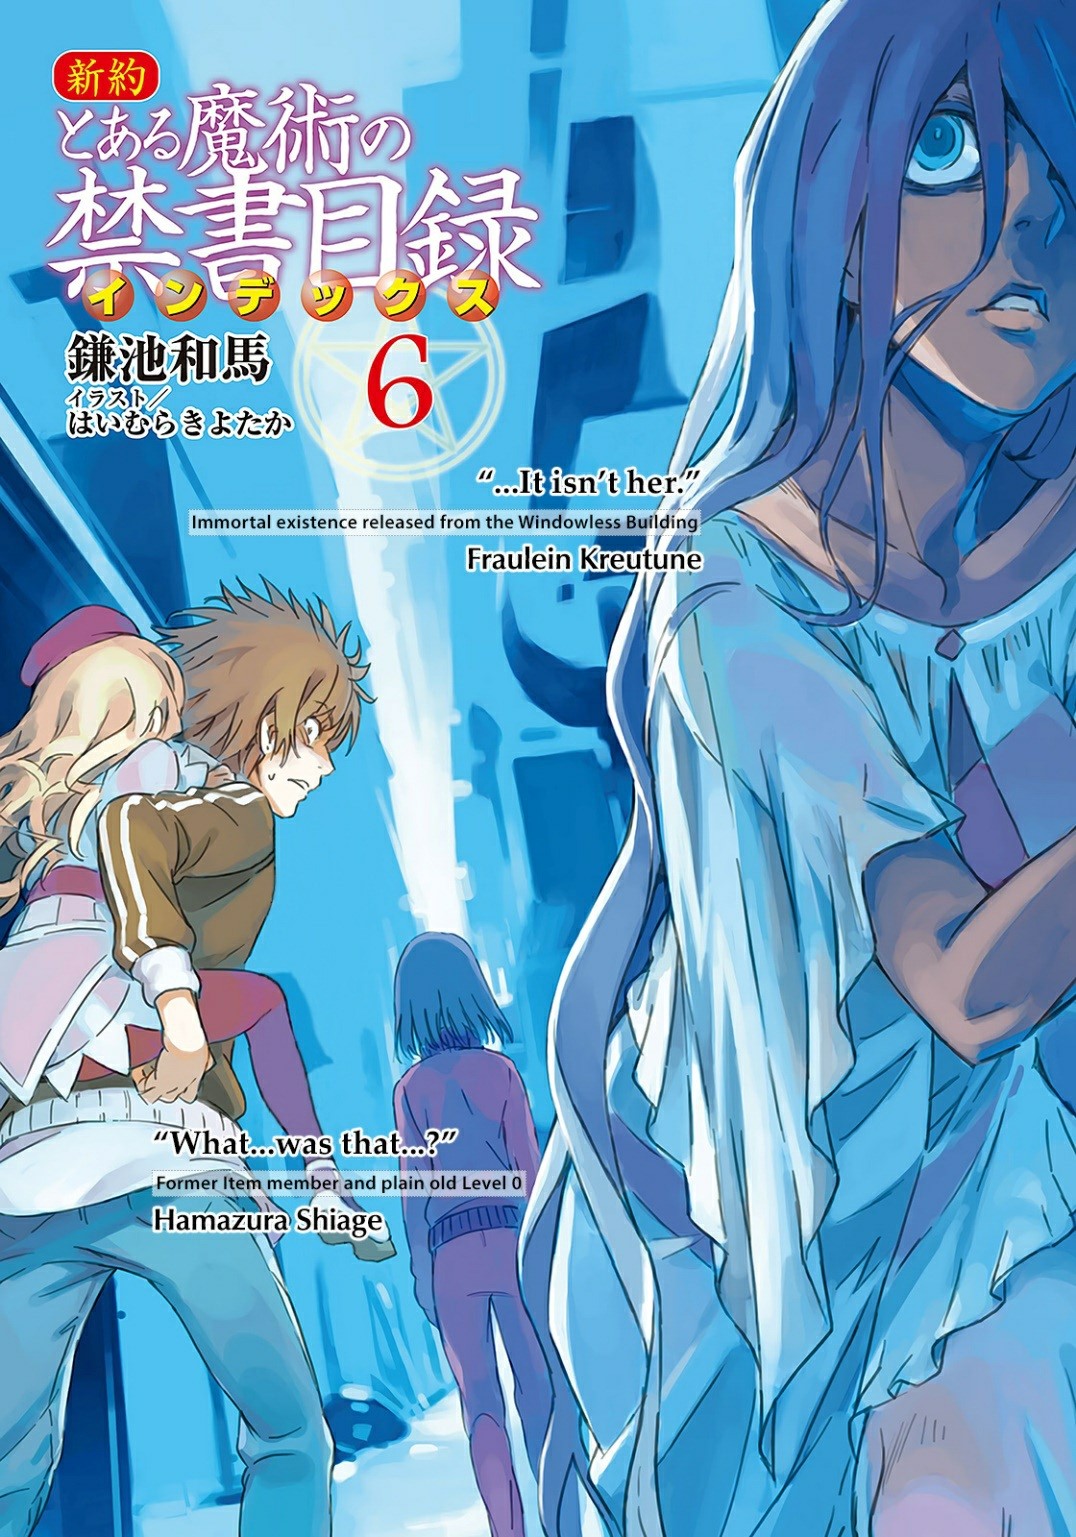 新約
とある魔術の
禁書目録
インデックス
6
鎌池和馬
イラスト／
はいむらきよたか
“...It isn’t her.”
Immortal existence released from the Windowless Building
Fraulein Kreutune
“What...was that...?”
Former Item member and plain old Level 0
Hamazura Shiage